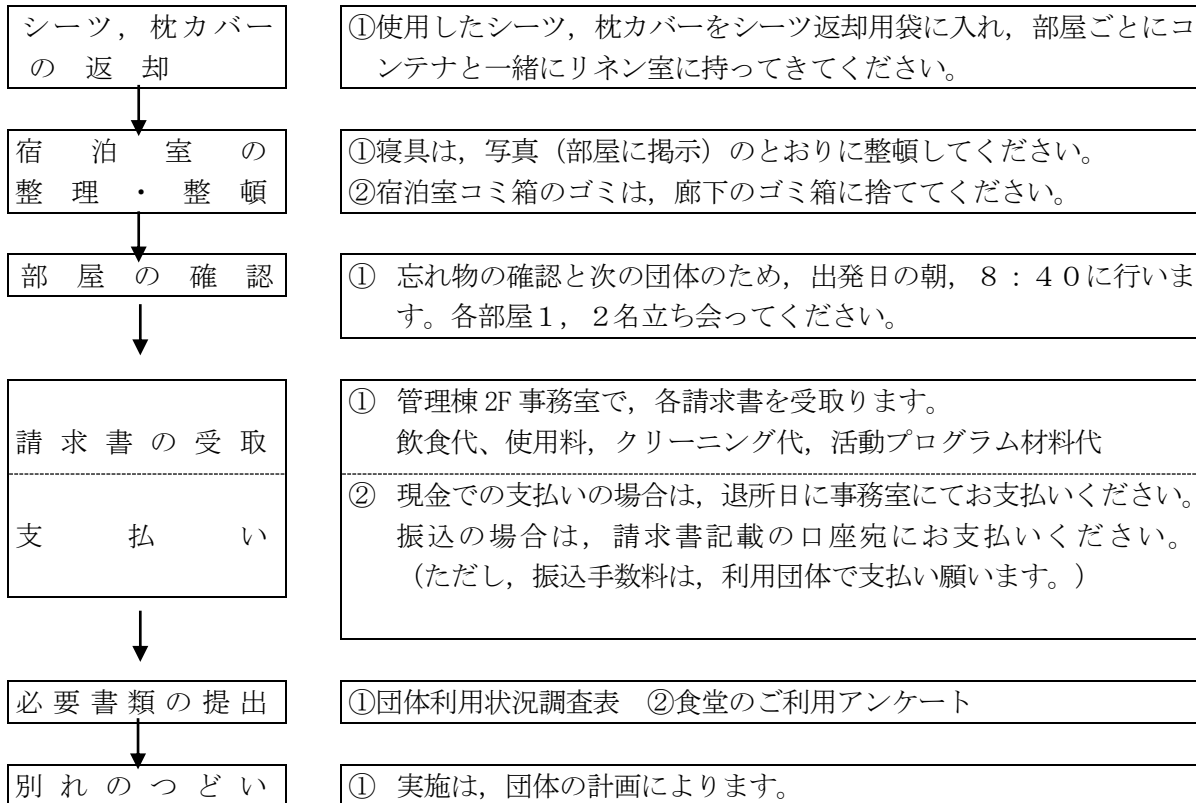 シーツ，枕カバー
の返却
①使用したシーツ，枕カバーをシーツ返却用袋に入れ，部屋ごとにコ
ンテナと一緒にリネン室に持ってきてください。
宿泊室の
整理・整頓
①寝具は，写真（部屋に掲示）のとおりに整頓してください。
②宿泊室コミ箱のゴミは，廊下のゴミ箱に捨ててください。
部屋の確認
①　忘れ物の確認と次の団体のため，出発日の朝，８：４０に行いま
す。各部屋１，２名立ち会ってください。
請求書の受取
①　管理棟 2F 事務室で，各請求書を受取ります。
飲食代、使用料，クリーニング代，活動プログラム材料代
支払い
②　現金での支払いの場合は，退所日に事務室にてお支払いください。
振込の場合は，請求書記載の口座宛にお支払いください。
（ただし，振込手数料は，利用団体で支払い願います。）
必要書類の提出
①団体利用状況調査表　②食堂のご利用アンケート
別れのつどい
①　実施は，団体の計画によります。